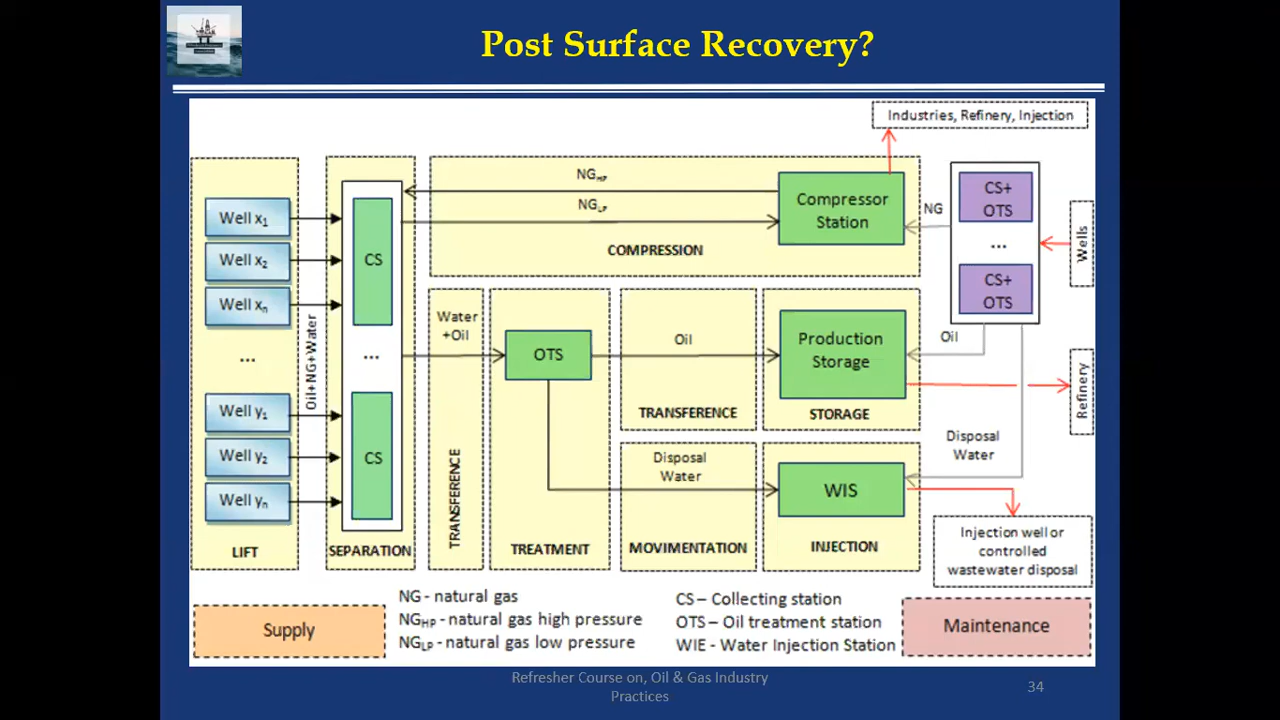 Post Surface Recovery?
Industries, Refinery, Injection
Well x1
Well x2
Well xn
...
Well y1
Well y2
Well yn
LIFT
Oil+NG+Water
CS
...
CS
SEPARATION
NGHP
NGLP
COMPRESSION
Compressor
Station
NG
CS+
OTS
...
CS+
OTS
Wells
Water
+Oil
TRANSFERENCE
OTS
TREATMENT
Oil
TRANSFERENCE
Production
Storage
STORAGE
Oil
Refinery
Disposal
Water
MOVIMENTATION
WIS
INJECTION
Disposal
Water
Injection well or
controlled
wastewater disposal
Supply
NG - natural gas
NGHP - natural gas high pressure
NGLP - natural gas low pressure
CS – Collecting station
OTS – Oil treatment station
WIE - Water Injection Station
Maintenance
Refresher Course on, Oil & Gas Industry
Practices
34